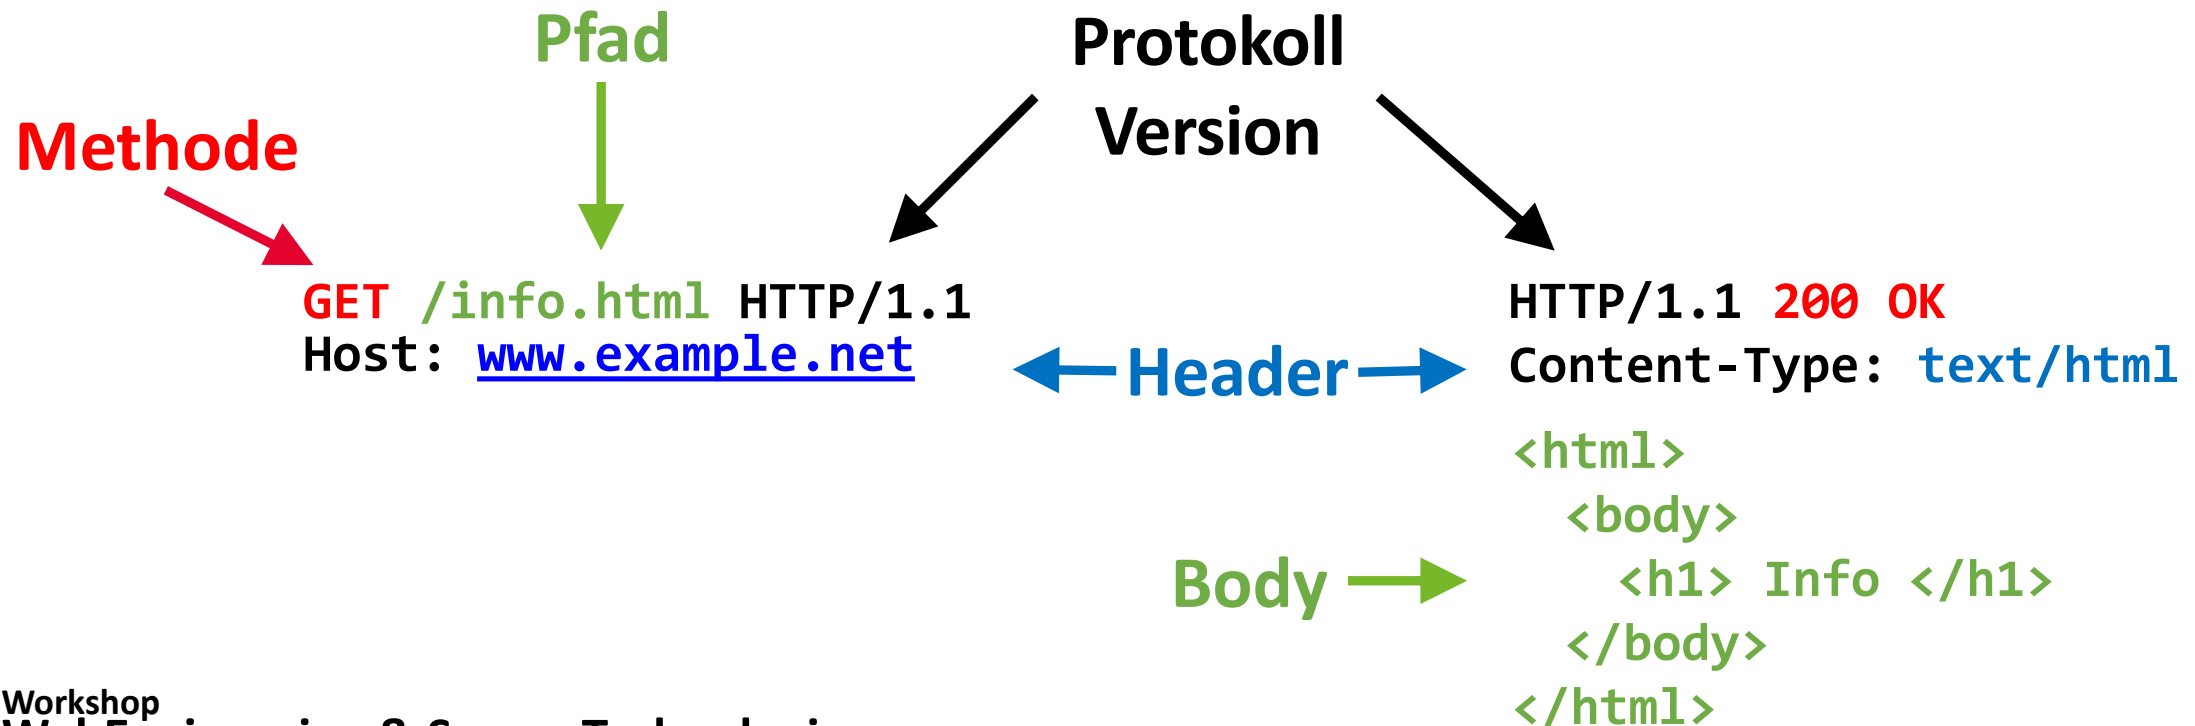 Pfad
Protokoll
Version
Methode
GET /info.html HTTP/1.1
Host: www.example.net
HTTP/1.1 200 OK
Content-Type: text/html
Header
<html>
<body>
<h1> Info </h1>
</body>
</html>
Body
Workshop